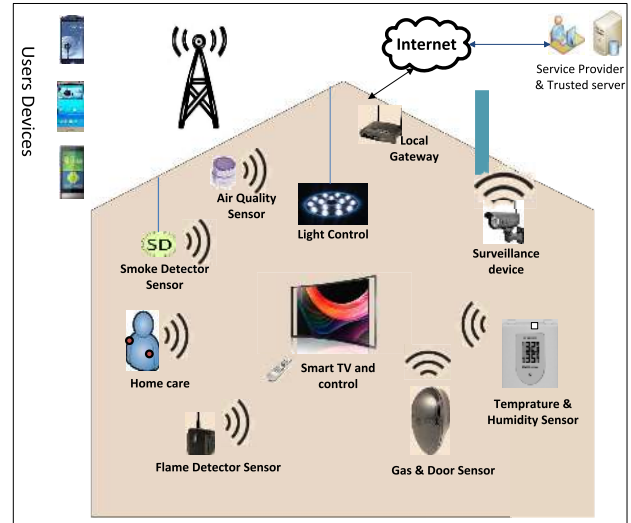 Users Devices
Internet
Service Provider
& Trusted server
Local
Gateway
Air Quality
Sensor
Light Control
SD
Smoke Detector
Sensor
Surveillance
device
Home care
Smart TV and
control
Temprature &
Humidity Sensor
Flame Detector Sensor
Gas & Door Sensor